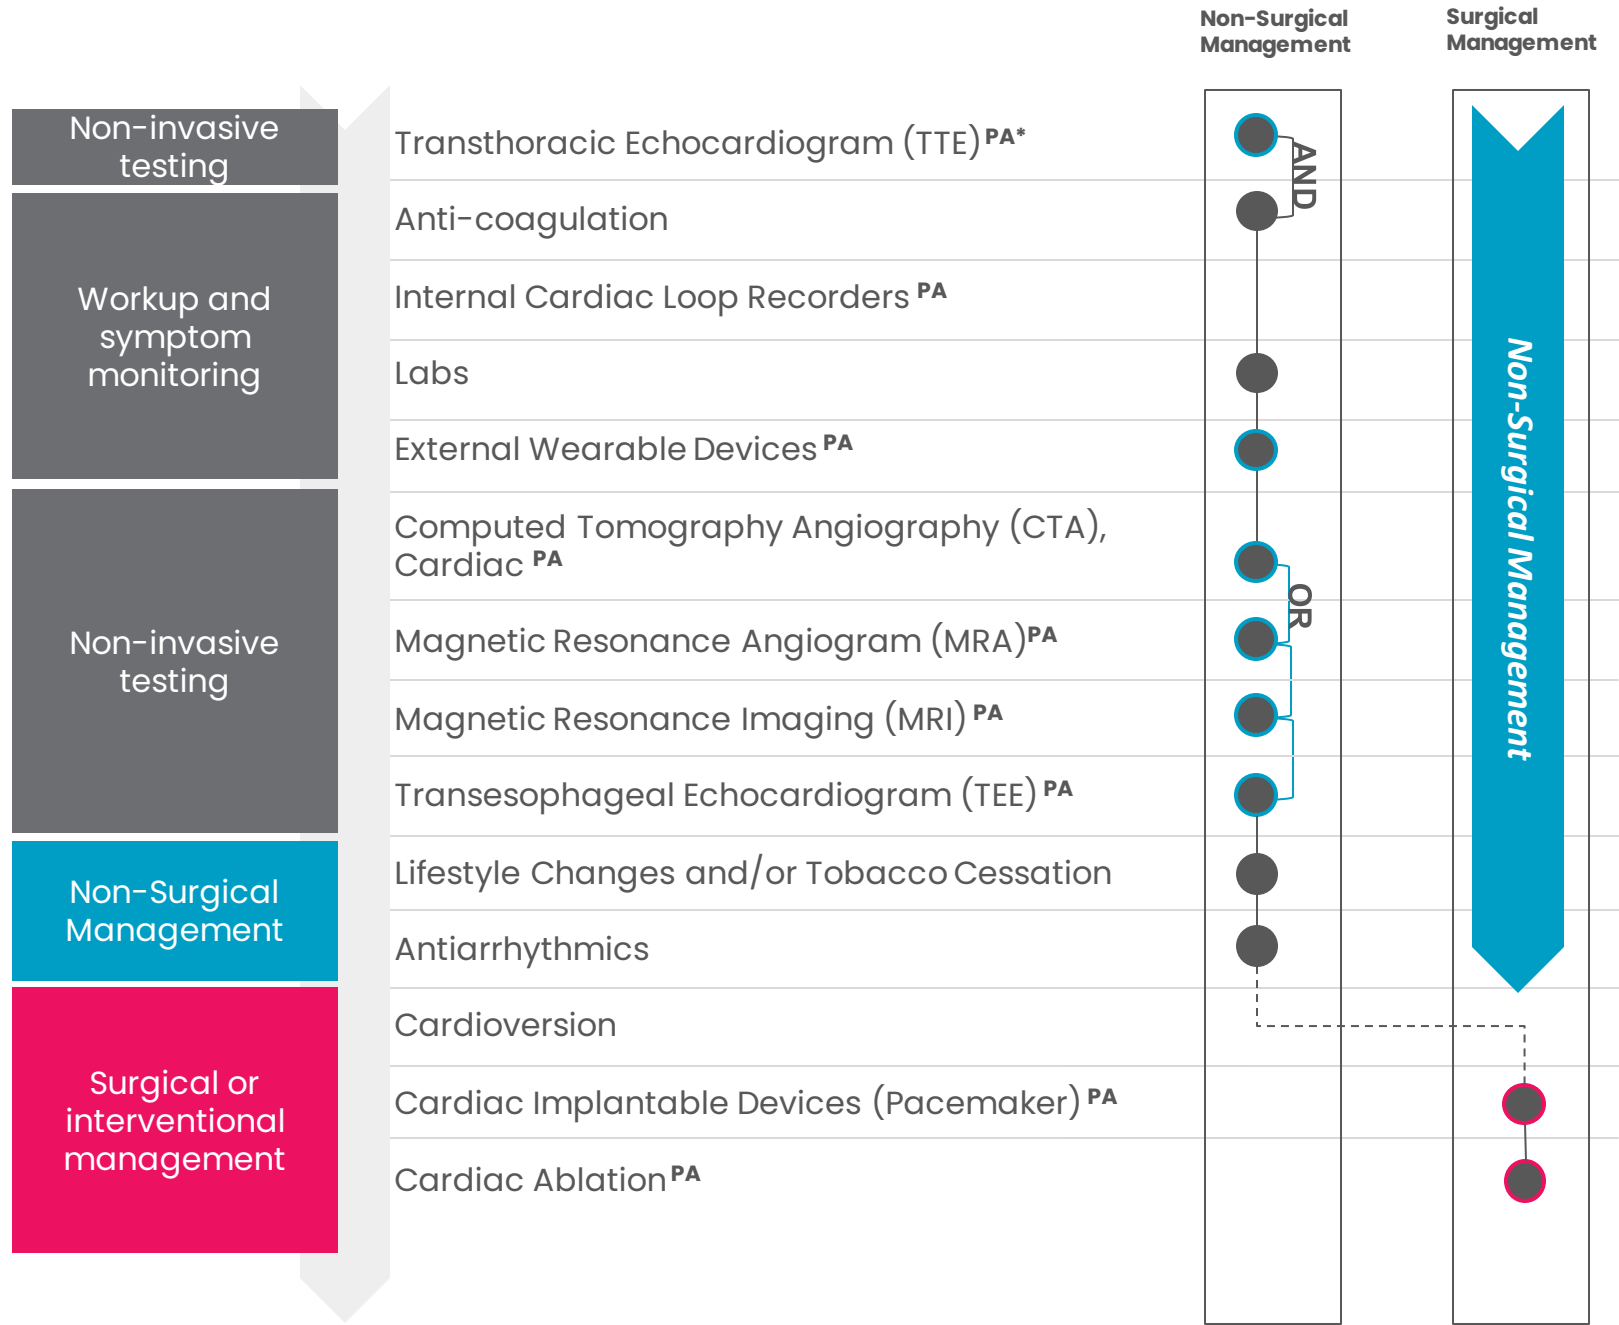 Non-Surgical
Management
Surgical
Management
Non-invasive
testing
Transthoracic Echocardiogram (TTE) PA*
AND
Workup and
symptom
monitoring
Anti-coagulation
Internal Cardiac Loop Recorders PA
Labs
External Wearable Devices PA
Non-Surgical Management
Non-invasive
testing
Computed Tomography Angiography (CTA),
Cardiac PA
OR
Magnetic Resonance Angiogram (MRA) PA
Magnetic Resonance Imaging (MRI) PA
Transesophageal Echocardiogram (TEE) PA
Non-Surgical
Management
Lifestyle Changes and/or Tobacco Cessation
Antiarrhythmics
Surgical or
interventional
management
Cardioversion
Cardiac Implantable Devices (Pacemaker) PA
Cardiac Ablation PA